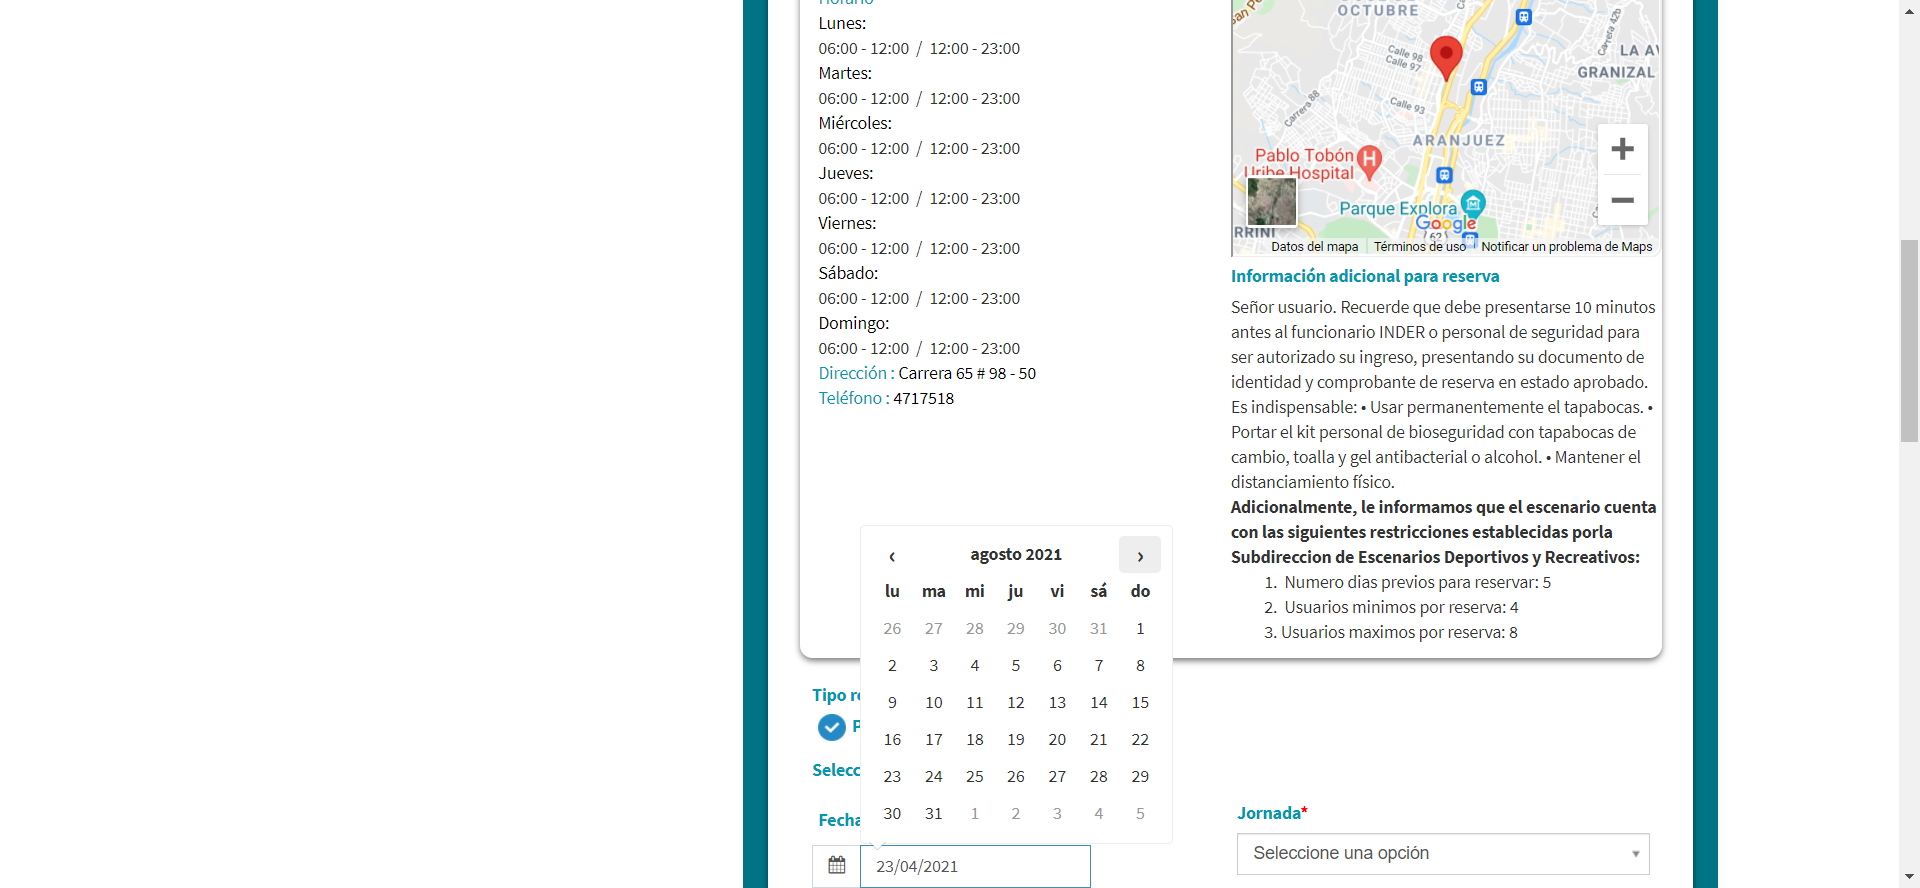 Horario
Lunes:
06:00 - 12:00 / 12:00 - 23:00
Martes:
06:00 - 12:00 / 12:00 - 23:00
Miércoles:
06:00 - 12:00 / 12:00 - 23:00
Jueves:
06:00 - 12:00 / 12:00 - 23:00
Viernes:
06:00 - 12:00 / 12:00 - 23:00
Sábado:
06:00 - 12:00 / 12:00 - 23:00
Domingo:
06:00 - 12:00 / 12:00 - 23:00
Dirección : Carrera 65 # 98 - 50
Teléfono : 4717518
OCTUBRE
Carrera 42b
Calle 98
Calle 97
LA
GRANIZAL
Carrera 88
Calle 93
ARANJUEZ
Pablo Tobón
Uribe Hospital
Parque Explora
Google
62
RRINI
+
−
Datos del mapa
Términos de uso
Notificar un problema de Maps
Información adicional para reserva
Señor usuario. Recuerde que debe presentarse 10 minutos
antes al funcionario INDER o personal de seguridad para
ser autorizado su ingreso, presentando su documento de
identidad y comprobante de reserva en estado aprobado.
Es indispensable: • Usar permanentemente el tapabocas. •
Portar el kit personal de bioseguridad con tapabocas de
cambio, toalla y gel antibacterial o alcohol. • Mantener el
distanciamiento físico.
Adicionalmente, le informamos que el escenario cuenta
con las siguientes restricciones establecidas porla
Subdireccion de Escenarios Deportivos y Recreativos:
1. Numero dias previos para reservar: 5
2. Usuarios minimos por reserva: 4
3. Usuarios maximos por reserva: 8
‹ agosto 2021 ›
lu ma mi ju vi sá do
26 27 28 29 30 31 1
2 3 4 5 6 7 8
9 10 11 12 13 14 15
16 17 18 19 20 21 22
23 24 25 26 27 28 29
30 31 1 2 3 4 5
Tipo
Selecc
Fecha
23/04/2021
Jornada*
Seleccione una opción